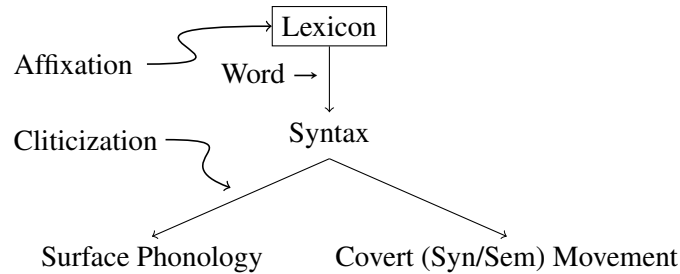 Lexicon
Affixation
Word →
Syntax
Cliticization
Surface Phonology
Covert (Syn/Sem) Movement